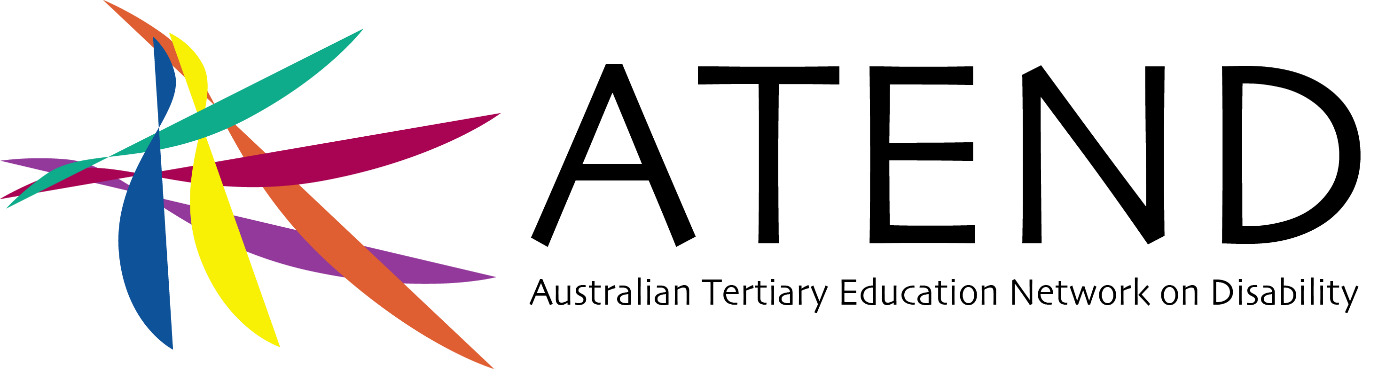 ATEND
Australian Tertiary Education Network on Disability